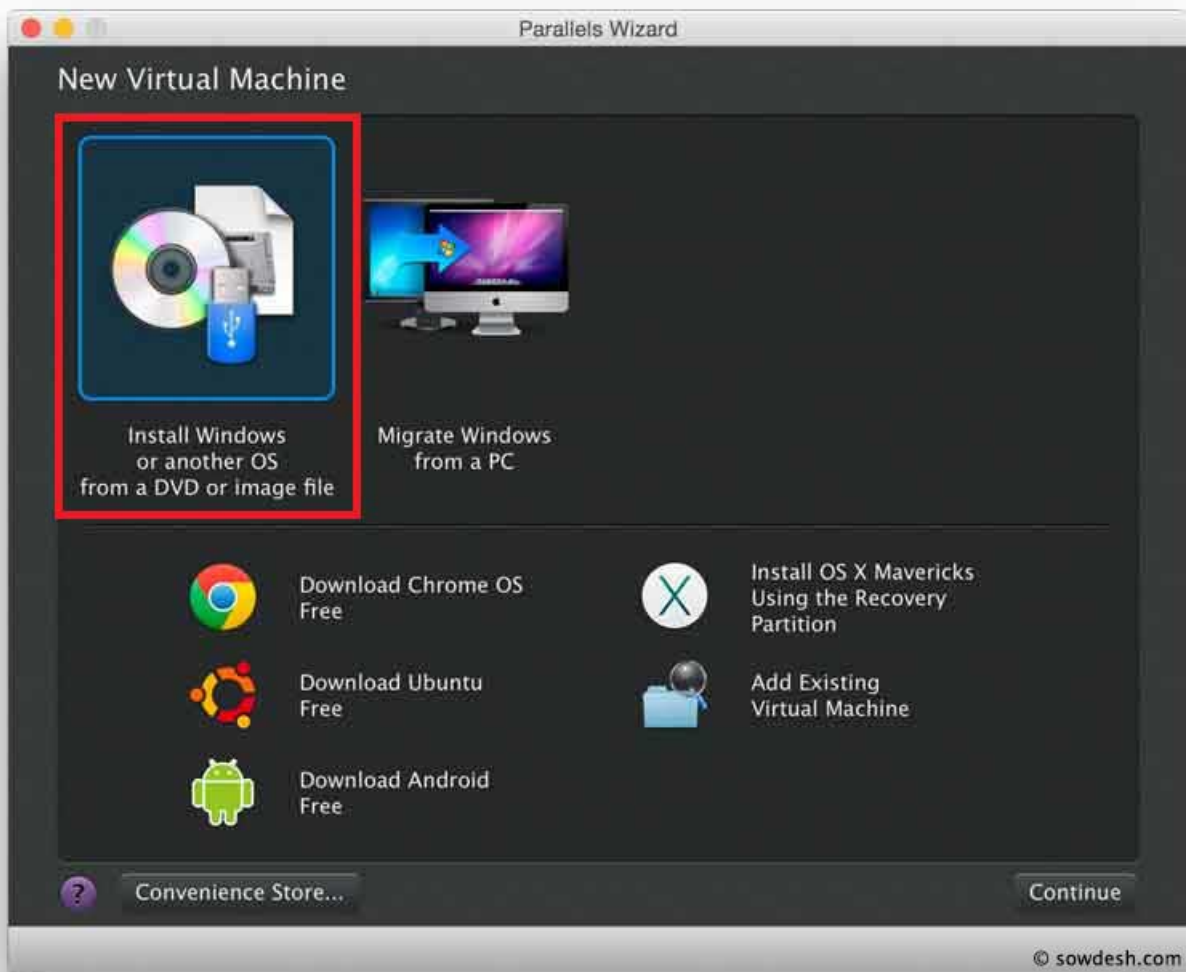 Parallels Wizard
New Virtual Machine
Install Windows
or another OS
from a DVD or image file
Migrate Windows
from a PC
Download Chrome OS
Free
Install OS X Mavericks
Using the Recovery
Partition
Download Ubuntu
Free
Add Existing
Virtual Machine
Download Android
Free
?
Convenience Store...
Continue
© sowdesh.com